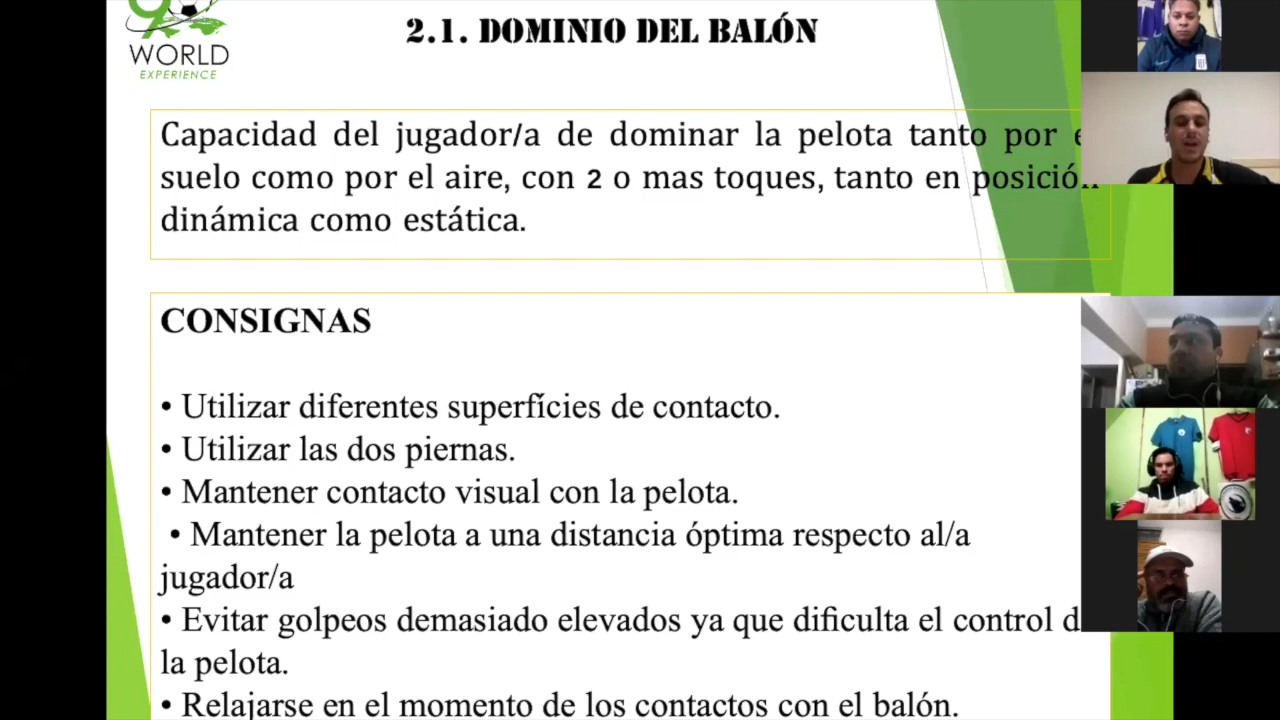 90
WORLD
EXPERIENCE
2.1. DOMINIO DEL BALÓN
Capacidad del jugador/a de dominar la pelota tanto por e
suelo como por el aire, con 2 o mas toques, tanto en posición
dinámica como estática.
CONSIGNAS
• Utilizar diferentes superfícies de contacto.
• Utilizar las dos piernas.
• Mantener contacto visual con la pelota.
• Mantener la pelota a una distancia óptima respecto al/a
jugador/a
• Evitar golpeos demasiado elevados ya que dificulta el control d
la pelota.
• Relajarse en el momento de los contactos con el balón.